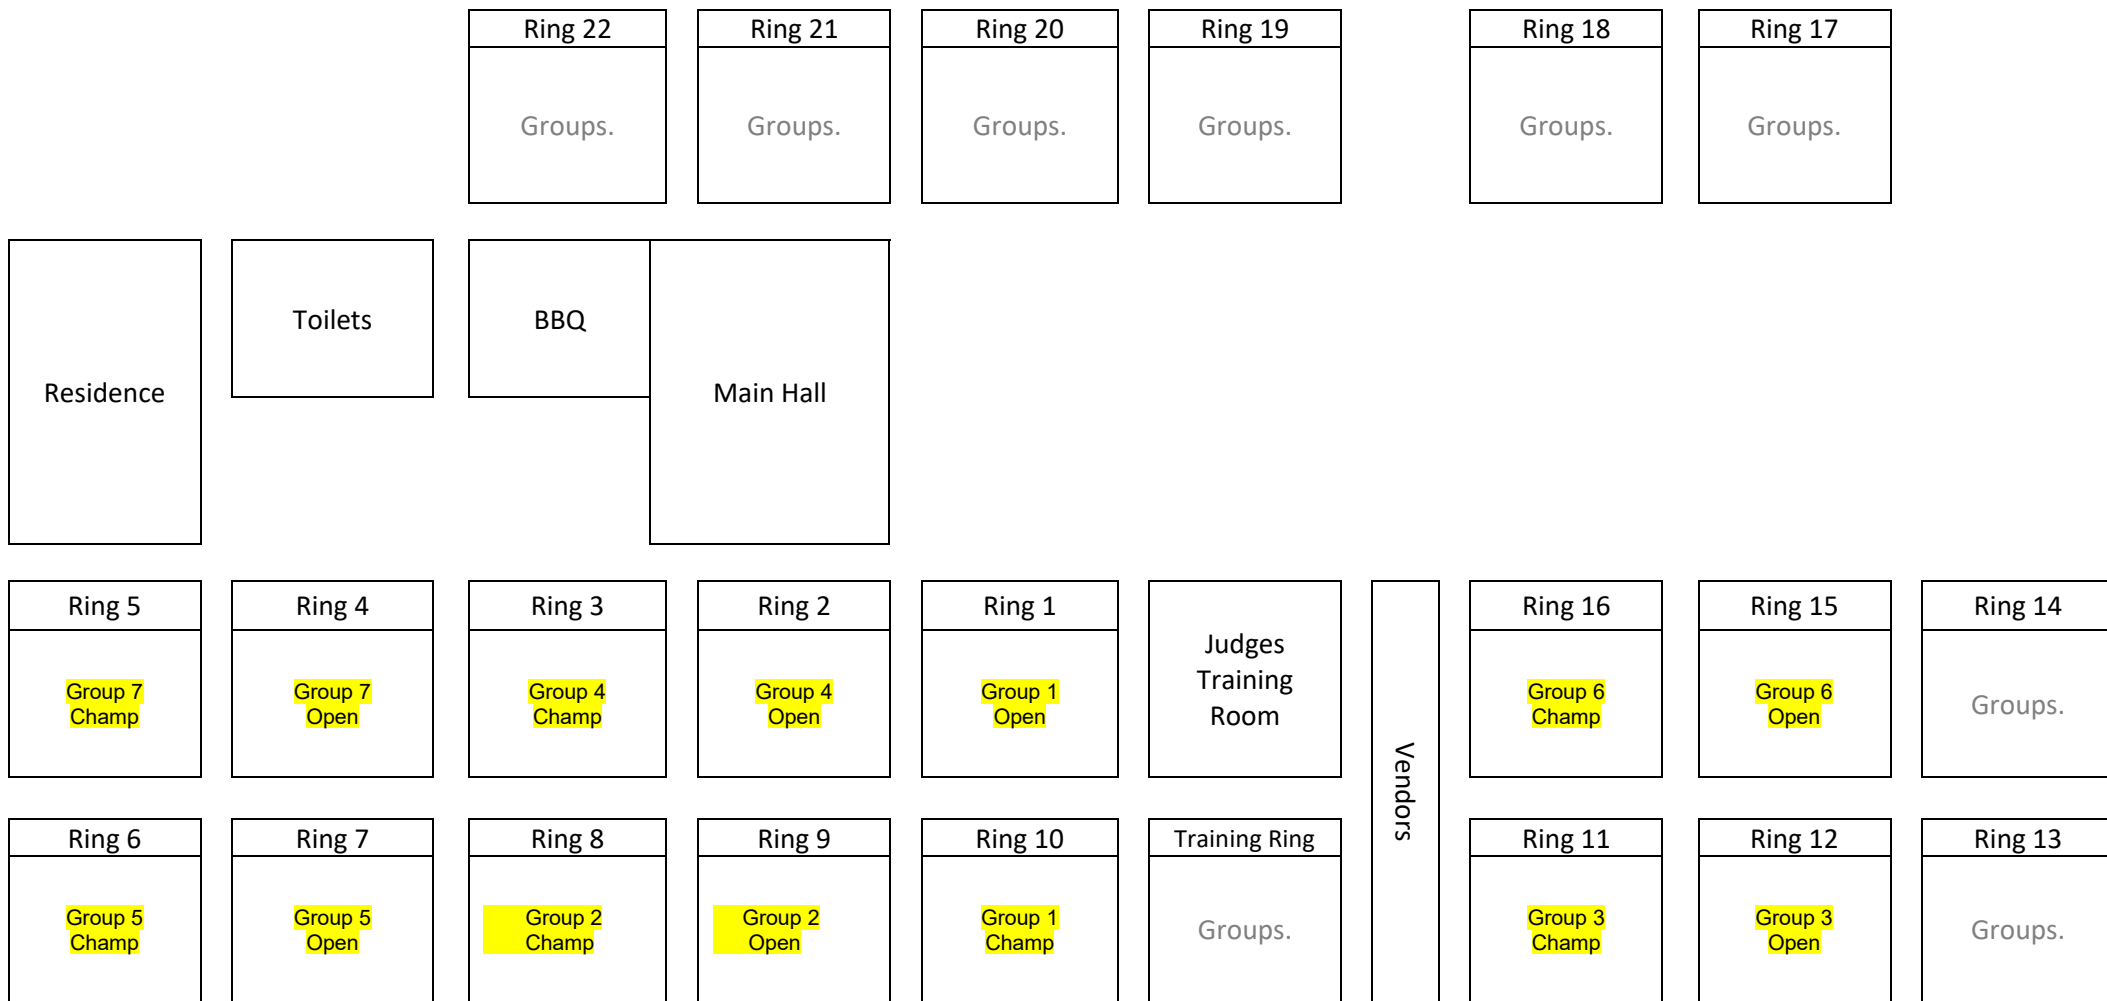 Ring 22
Ring 21
Ring 20
Ring 19
Ring 18
Ring 17
Groups.
Groups.
Groups.
Groups.
Groups.
Groups.
Residence
Toilets
BBQ
Main Hall
Ring 5
Ring 4
Ring 3
Ring 2
Ring 1
Judges
Training
Room
Vendors
Ring 16
Ring 15
Ring 14
Group 7
Champ
Group 7
Open
Group 4
Champ
Group 4
Open
Group 1
Open
Group 6
Champ
Group 6
Open
Groups.
Ring 6
Ring 7
Ring 8
Ring 9
Ring 10
Training Ring
Ring 11
Ring 12
Ring 13
Group 5
Champ
Group 5
Open
Group 2
Champ
Group 2
Open
Group 1
Champ
Groups.
Group 3
Champ
Group 3
Open
Groups.